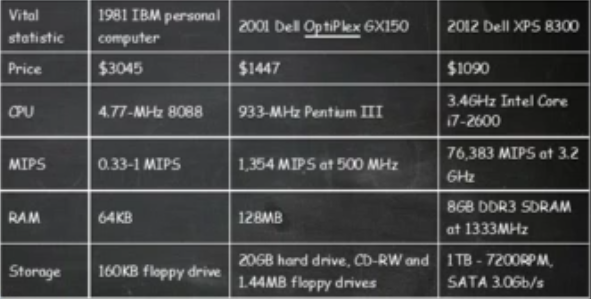 Vital statistic
1981 IBM personal computer
2001 Dell OptiPlex GX150
2012 Dell XPS 8300
Price
$3045
$1447
$1090
CPU
4.77-MHz 8088
933-MHz Pentium III
3.4GHz Intel Core
i7-2600
MIPS
0.33-1 MIPS
1,354 MIPS at 500 MHz
76,383 MIPS at 3.2
GHz
RAM
64KB
128MB
8GB DDR3 SDRAM
at 1333MHz
Storage
160KB floppy drive
20GB hard drive, CD-RW and
1.44MB floppy drives
1TB - 7200RPM,
SATA 3.0Gb/s